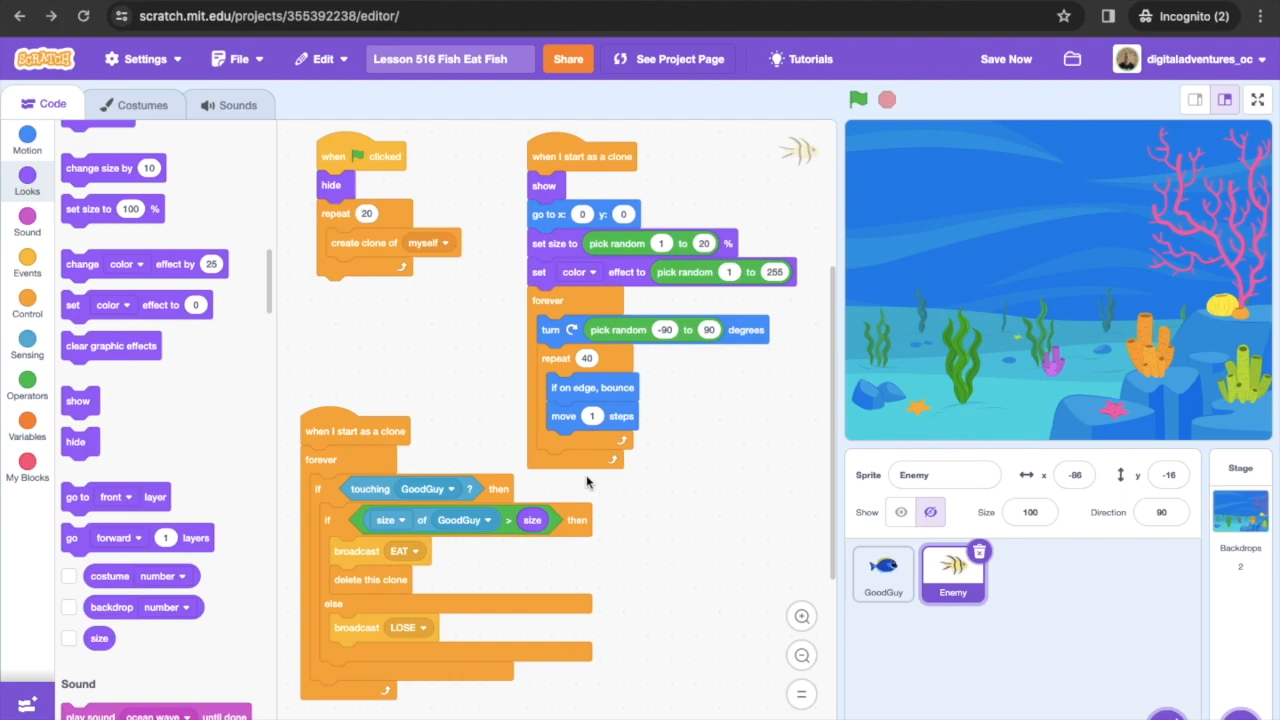 scratch.mit.edu/projects/355392238/editor/
Incognito (2)
SCRATCH
Settings
File
Edit
Lesson 516 Fish Eat Fish
Share
See Project Page
Tutorials
Save Now
digitaladventures_oc
Code
Costumes
Sounds
Motion
Looks
Sound
Events
Control
Sensing
Operators
Variables
My Blocks
change size by 10
set size to 100 %
change color effect by 25
set color effect to 0
clear graphic effects
show
hide
go to front layer
go forward 1 layers
costume number
backdrop number
size
Sound
play sound ocean wave until done
when clicked
hide
repeat 20
create clone of myself
when I start as a clone
show
go to x: 0 y: 0
set size to pick random 1 to 20 %
set color effect to pick random 1 to 255
forever
turn pick random -90 to 90 degrees
repeat 40
if on edge, bounce
move 1 steps
when I start as a clone
forever
if touching GoodGuy ? then
if size of GoodGuy > size then
broadcast EAT
delete this clone
else
broadcast LOSE
Sprite Enemy x -86 y -16
Show Size 100 Direction 90
GoodGuy
Enemy
Stage
Backdrops
2